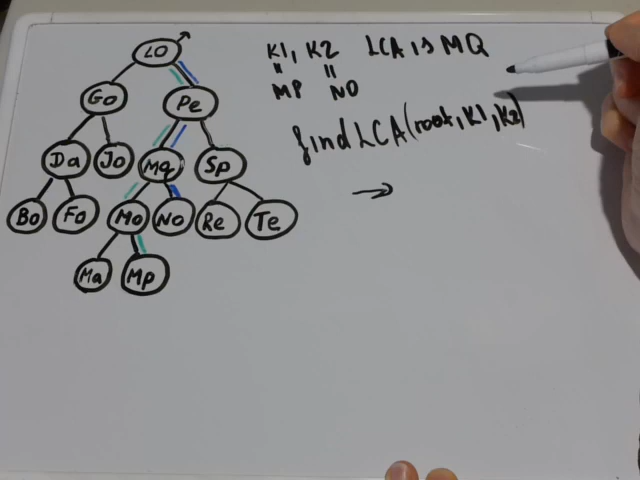 LO
K1, K2 LCA is MQ
" "
MP NO
Go Pe
findLCA(root, K1, K2)
Da Jo Mq Sp
→
Bo Fo Mo No Re Te
Ma Mp